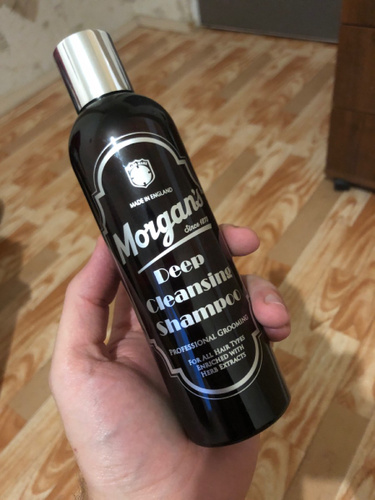 MADE IN ENGLAND
Morgan's
Since 1873
Deep
Cleansing
Shampoo
PROFESSIONAL GROOMING
FOR ALL HAIR TYPES
ENRICHED WITH
HERB EXTRACTS